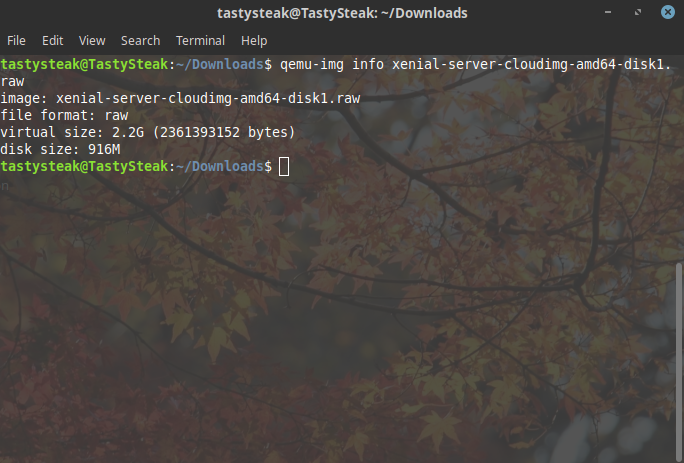 tastysteak@TastySteak: ~/Downloads
File Edit View Search Terminal Help
tastysteak@TastySteak:~/Downloads$ qemu-img info xenial-server-cloudimg-amd64-disk1.
raw
image: xenial-server-cloudimg-amd64-disk1.raw
file format: raw
virtual size: 2.2G (2361393152 bytes)
disk size: 916M
tastysteak@TastySteak:~/Downloads$
n